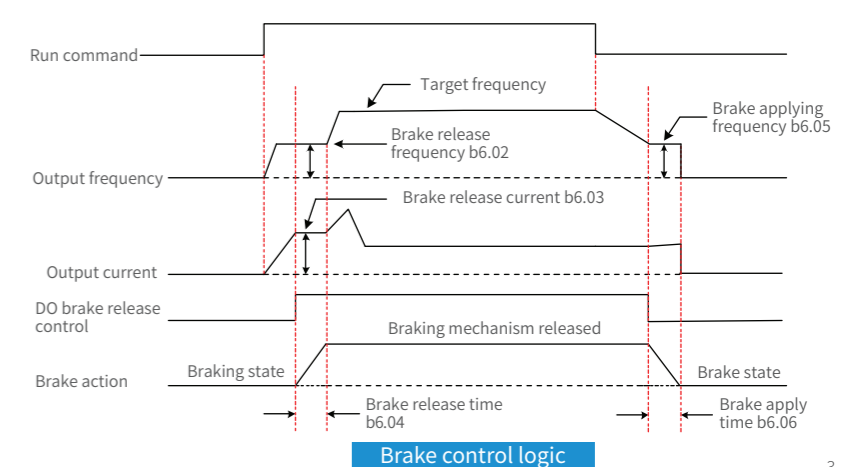 Run command
Target frequency
Brake applying
frequency b6.05
Brake release
frequency b6.02
Output frequency
Brake release current b6.03
Output current
DO brake release
control
Braking mechanism released
Braking state
Brake state
Brake action
Brake release time
b6.04
Brake apply
time b6.06
Brake control logic